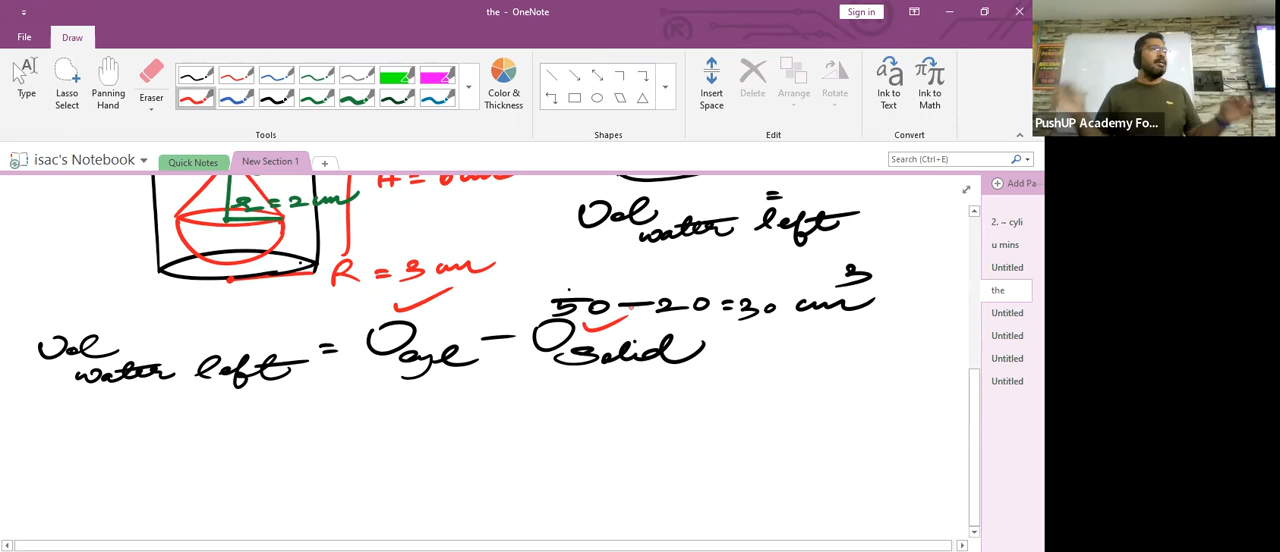 the - OneNote
Sign in
File
Draw
Type
Lasso Select
Panning Hand
Eraser
Color & Thickness
Insert Space
Delete
Arrange
Rotate
Ink to Text
Ink to Math
Tools
Shapes
Edit
Convert
PushUP Academy Fo...
isac's Notebook
Quick Notes
New Section 1
Search (Ctrl+E)
Add Pa
2. ~ cyli
u mins
Untitled
the
Untitled
Untitled
Untitled
r = 2 cm
R = 3 cm
Vol water left =
50 - 20 = 30 cm³
Vol water left = Vcyl - Vsolid